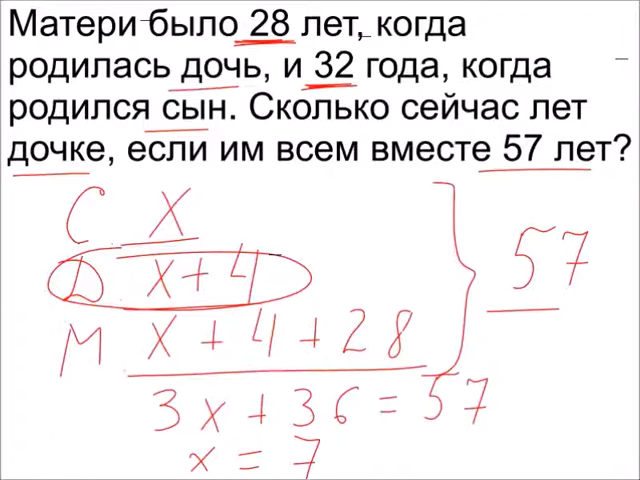 Матери было 28 лет, когда
родилась дочь, и 32 года, когда
родился сын. Сколько сейчас лет
дочке, если им всем вместе 57 лет?
С X
Д x+4
М x+4+28
57
3x+36=57
x=7